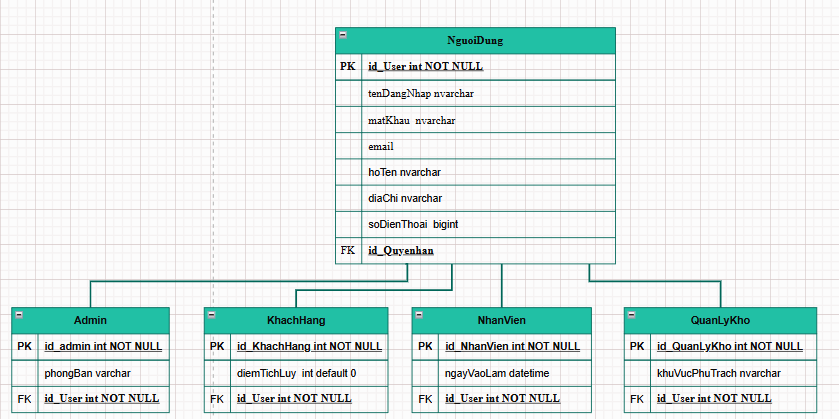 NguoiDung
PK id_User int NOT NULL
tenDangNhap nvarchar
matKhau nvarchar
email
hoTen nvarchar
diaChi nvarchar
soDienThoai bigint
FK id_Quyenhan
Admin
PK id_admin int NOT NULL
phongBan varchar
FK id_User int NOT NULL
KhachHang
PK id_KhachHang int NOT NULL
diemTichLuy int default 0
FK id_User int NOT NULL
NhanVien
PK id_NhanVien int NOT NULL
ngayVaoLam datetime
FK id_User int NOT NULL
QuanLyKho
PK id_QuanLyKho int NOT NULL
khuVucPhuTrach nvarchar
FK id_User int NOT NULL